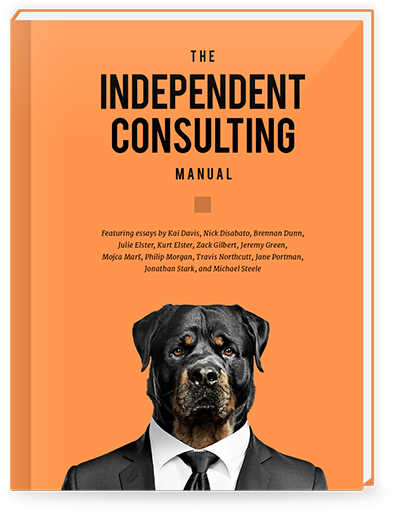 THE
INDEPENDENT
CONSULTING
MANUAL
Featuring essays by Kai Davis, Nick Disabato, Brennan Dunn,
Julie Elster, Kurt Elster, Zack Gilbert, Jeremy Green,
Mojca Marš, Philip Morgan, Travis Northcutt, Jane Portman,
Jonathan Stark, and Michael Steele